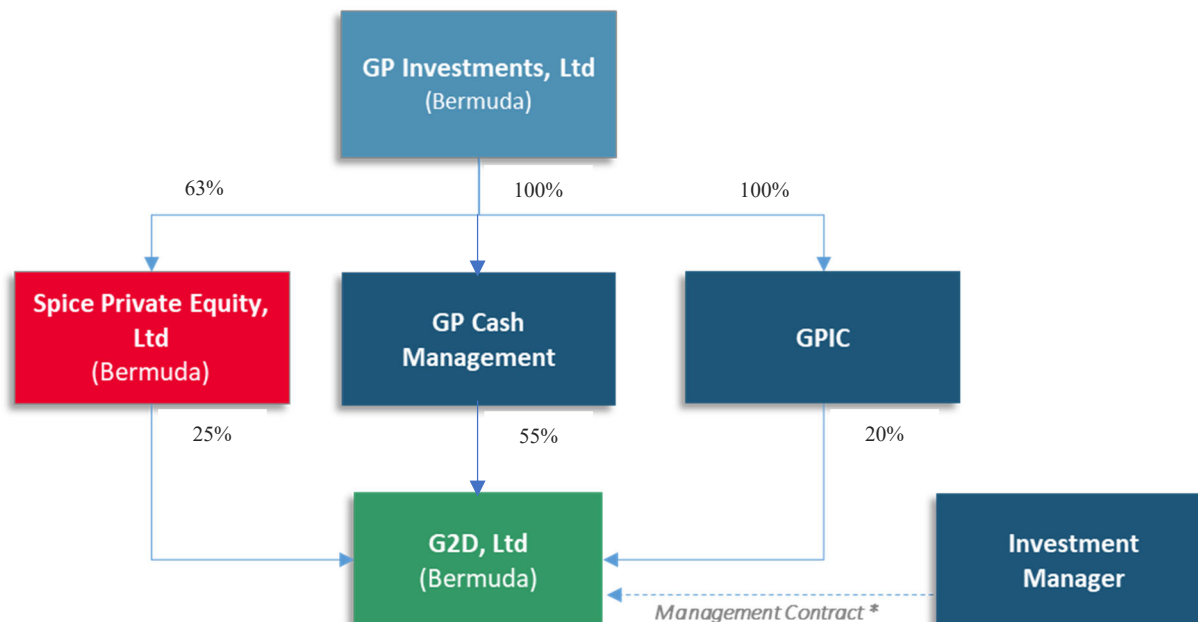 GP Investments, Ltd
(Bermuda)
63%
100%
100%
Spice Private Equity,
Ltd
(Bermuda)
GP Cash
Management
GPIC
25%
55%
20%
G2D, Ltd
(Bermuda)
Investment
Manager
Management Contract *